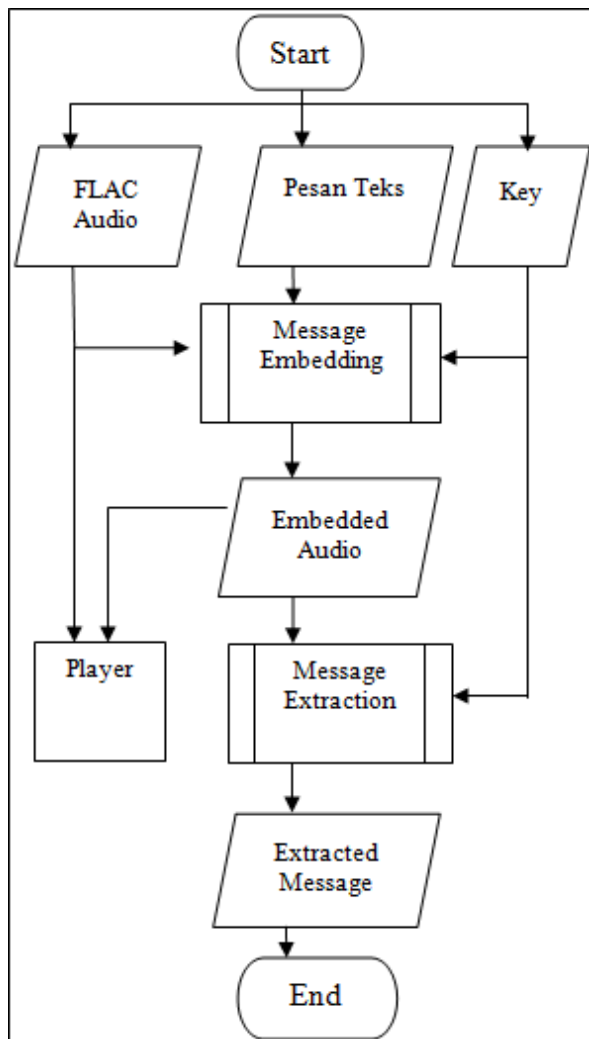 Start
FLAC
Audio
Pesan Teks
Key
Message
Embedding
Embedded
Audio
Player
Message
Extraction
Extracted
Message
End